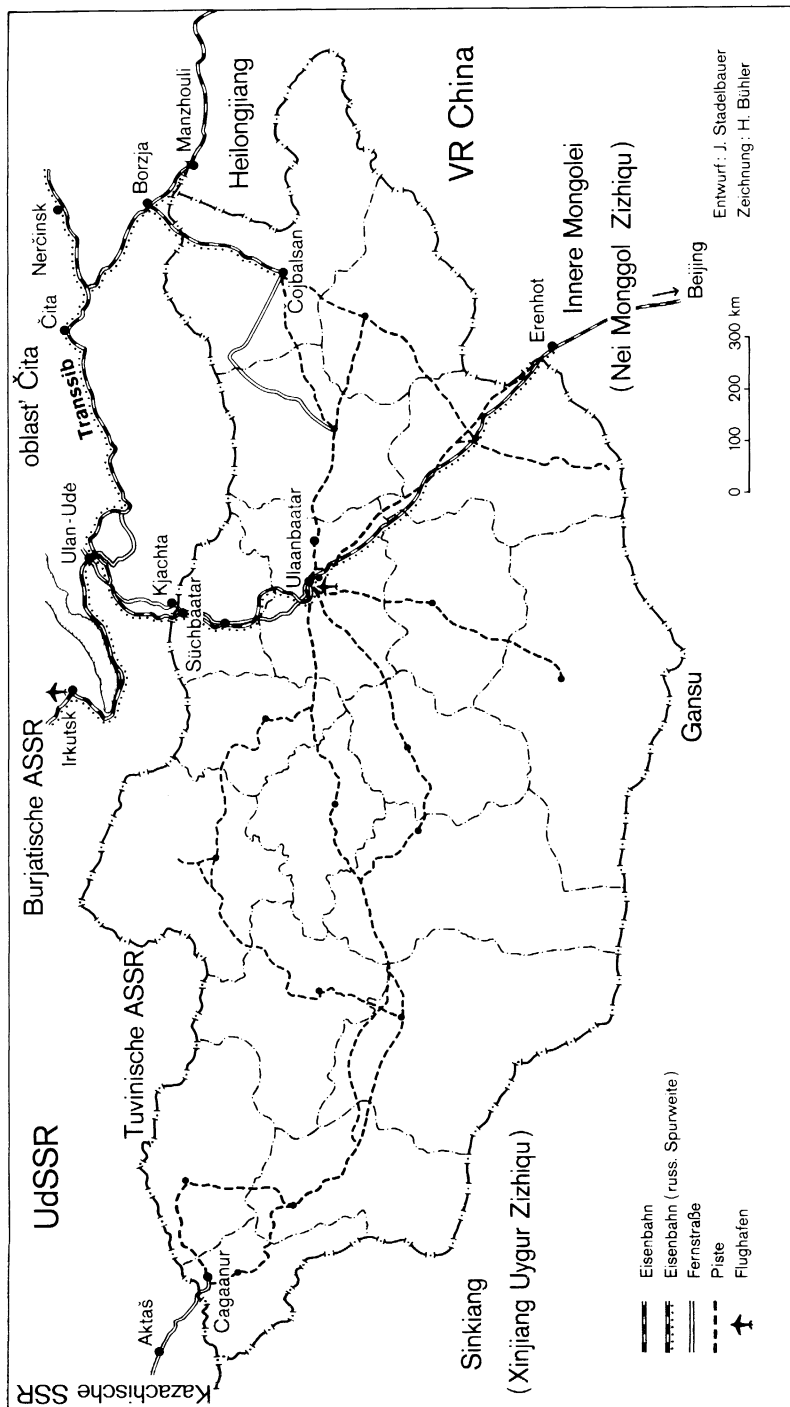 UdSSR
Kazachische SSR
Aktaš
Cagaanur
Tuvinische ASSR
Burjatische ASSR
Irkutsk
Ulan-Udė
Kjachta
Süchbaatar
Ulaanbaatar
oblast' Čita
Transsib
Čita
Nerčinsk
Borzja
Manzhouli
Heilongjiang
Čojbalsan
VR China
Erenhot
Innere Mongolei
(Nei Monggol Zizhiqu)
Beijing
Gansu
Sinkiang
(Xinjiang Uygur Zizhiqu)
Eisenbahn
Eisenbahn (russ. Spurweite)
Fernstraße
Piste
Flughafen
0 100 200 300 km
Entwurf: J. Stadelbauer
Zeichnung: H. Bühler